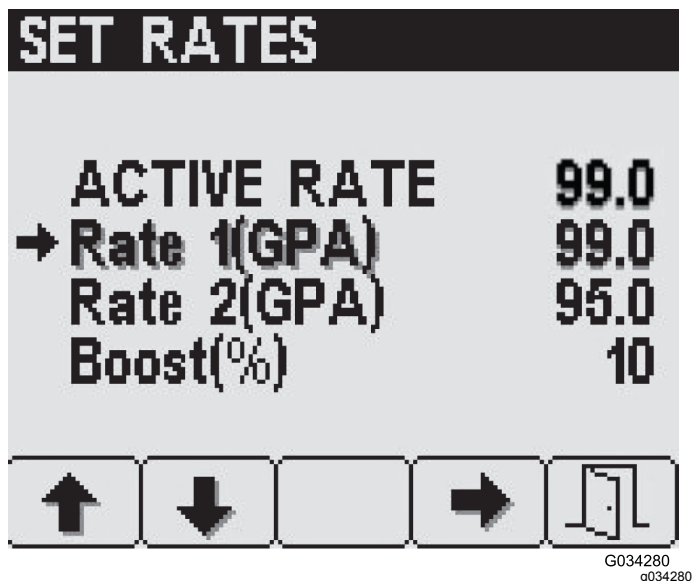 SET RATES
ACTIVE RATE 99.0
Rate 1(GPA) 99.0
Rate 2(GPA) 95.0
Boost(%) 10
G034280
g034280